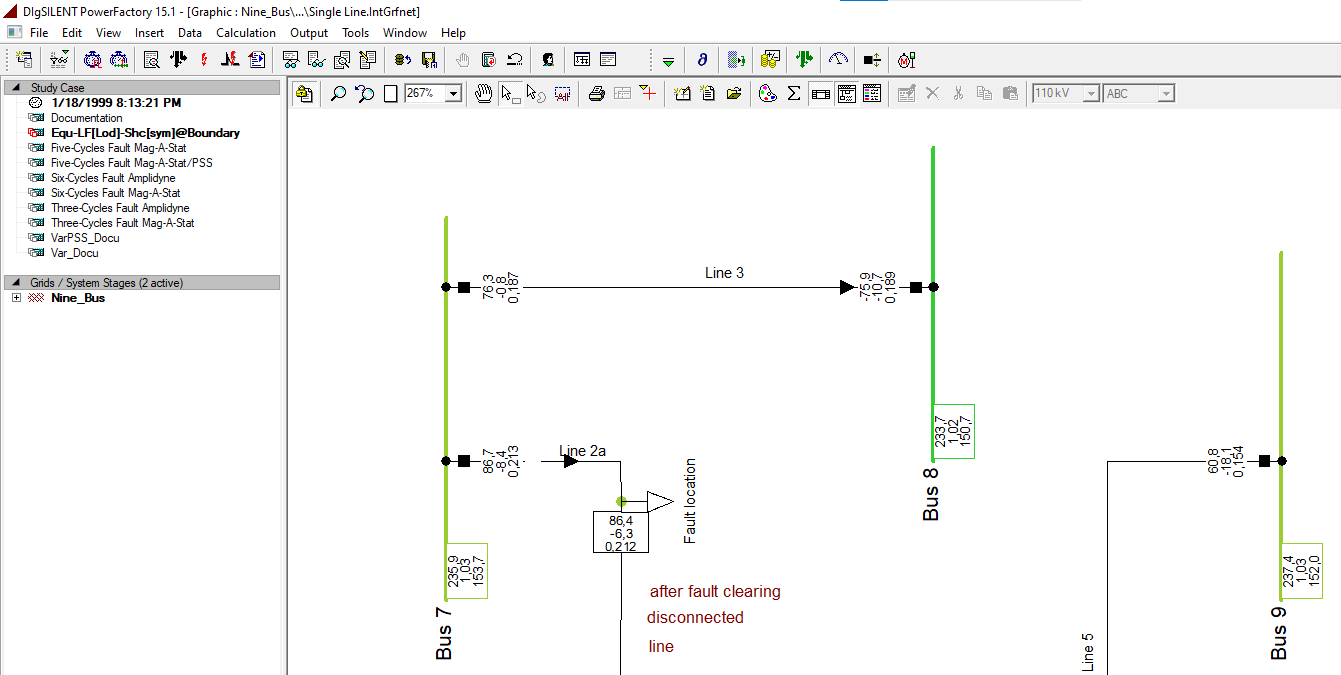 DIgSILENT PowerFactory 15.1 - [Graphic : Nine_Bus\...\Single Line.IntGrfnet]
File Edit View Insert Data Calculation Output Tools Window Help
267%
110 kV
ABC
Study Case
1/18/1999 8:13:21 PM
Documentation
Equ-LF[Lod]-Shc[sym]@Boundary
Five-Cycles Fault Mag-A-Stat
Five-Cycles Fault Mag-A-Stat/PSS
Six-Cycles Fault Amplidyne
Six-Cycles Fault Mag-A-Stat
Three-Cycles Fault Amplidyne
Three-Cycles Fault Mag-A-Stat
VarPSS_Docu
Var_Docu
Grids / System Stages (2 active)
Nine_Bus
76,3
-0,8
0,187
Line 3
-75,9
-10,7
0,189
233,7
1,02
150,7
Bus 8
86,7
-8,4
0,213
Line 2a
Fault location
86,4
-6,3
0,212
60,8
-18,1
0,154
235,9
1,03
153,7
Bus 7
after fault clearing
disconnected
line
237,4
1,03
152,0
Bus 9
Line 5